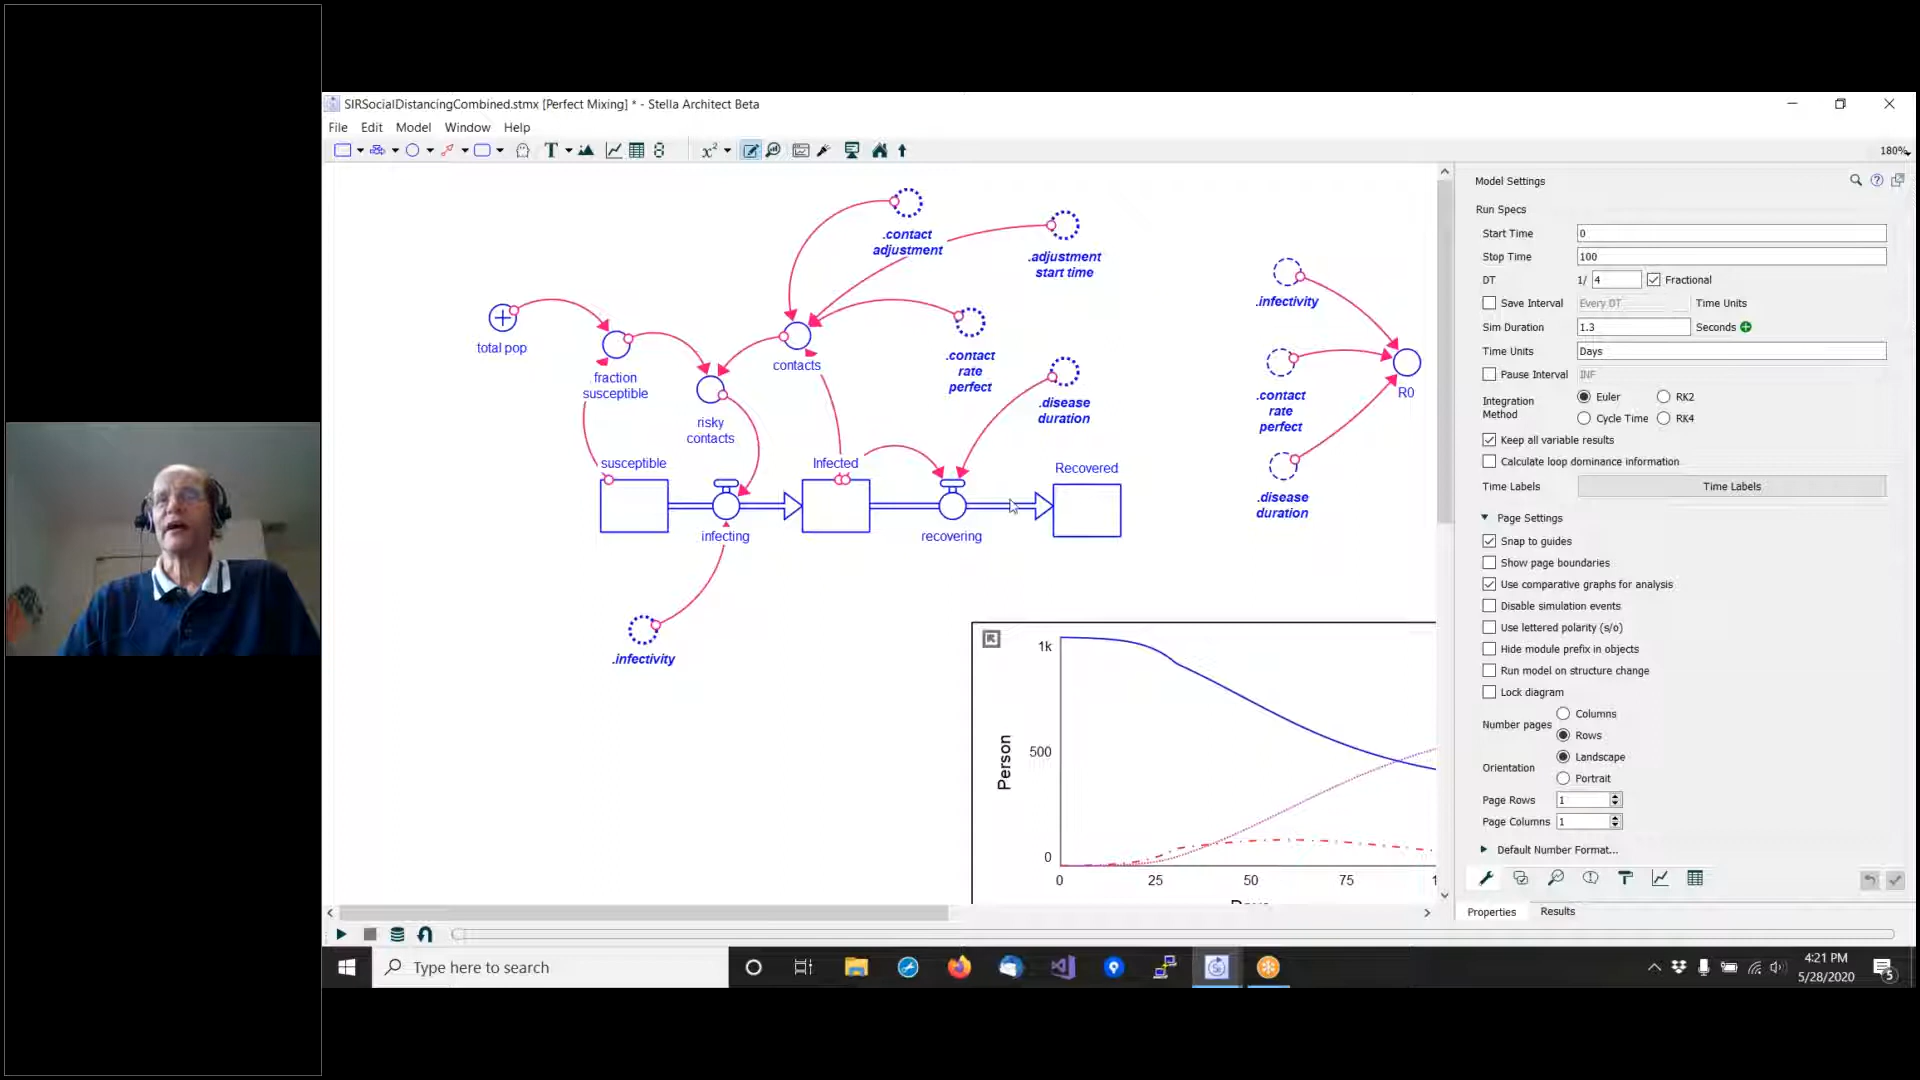 SIRSocialDistancingCombined.stmx [Perfect Mixing] * - Stella Architect Beta
File Edit Model Window Help
T
x²
180%
.contact
adjustment
.adjustment
start time
total pop
fraction
susceptible
contacts
.contact
rate
perfect
risky
contacts
.disease
duration
susceptible
Infected
Recovered
infecting
recovering
.infectivity
.infectivity
.contact
rate
perfect
R0
.disease
duration
Person
1k
500
0
0 25 50 75 1
Model Settings
Run Specs
Start Time 0
Stop Time 100
DT 1/ 4 Fractional
Save Interval Every DT Time Units
Sim Duration 1.3 Seconds
Time Units Days
Pause Interval INF
Integration
Method
Euler RK2
Cycle Time RK4
Keep all variable results
Calculate loop dominance information
Time Labels Time Labels
Page Settings
Snap to guides
Show page boundaries
Use comparative graphs for analysis
Disable simulation events
Use lettered polarity (s/o)
Hide module prefix in objects
Run model on structure change
Lock diagram
Number pages Columns
Rows
Orientation Landscape
Portrait
Page Rows 1
Page Columns 1
Default Number Format...
Properties Results
Type here to search
4:21 PM
5/28/2020
5